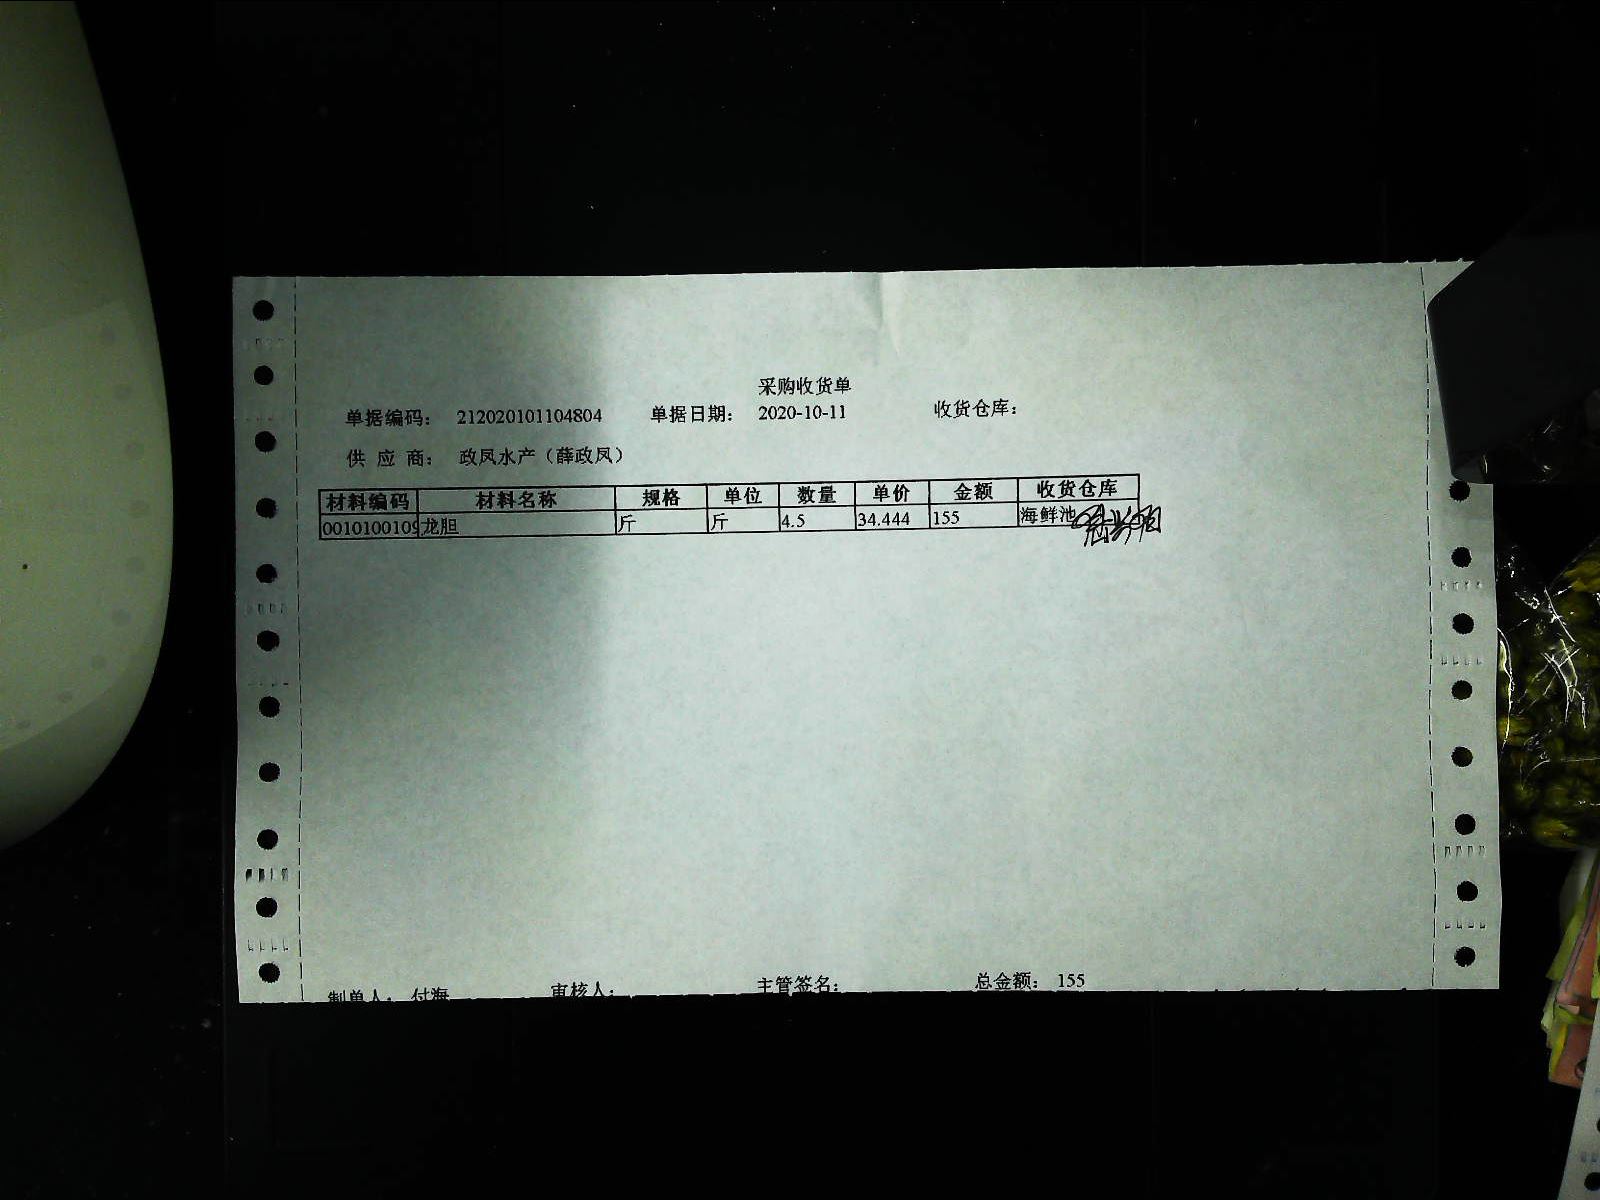 采购收货单
单据编码： 212020101104804 单据日期： 2020-10-11 收货仓库：
供 应 商： 政凤水产（薛政凤）
材料编码 材料名称 规格 单位 数量 单价 金额 收货仓库
0010100109 龙胆 斤 斤 4.5 34.444 155 海鲜池
制单人： 付海 审核人： 主管签名： 总金额： 155